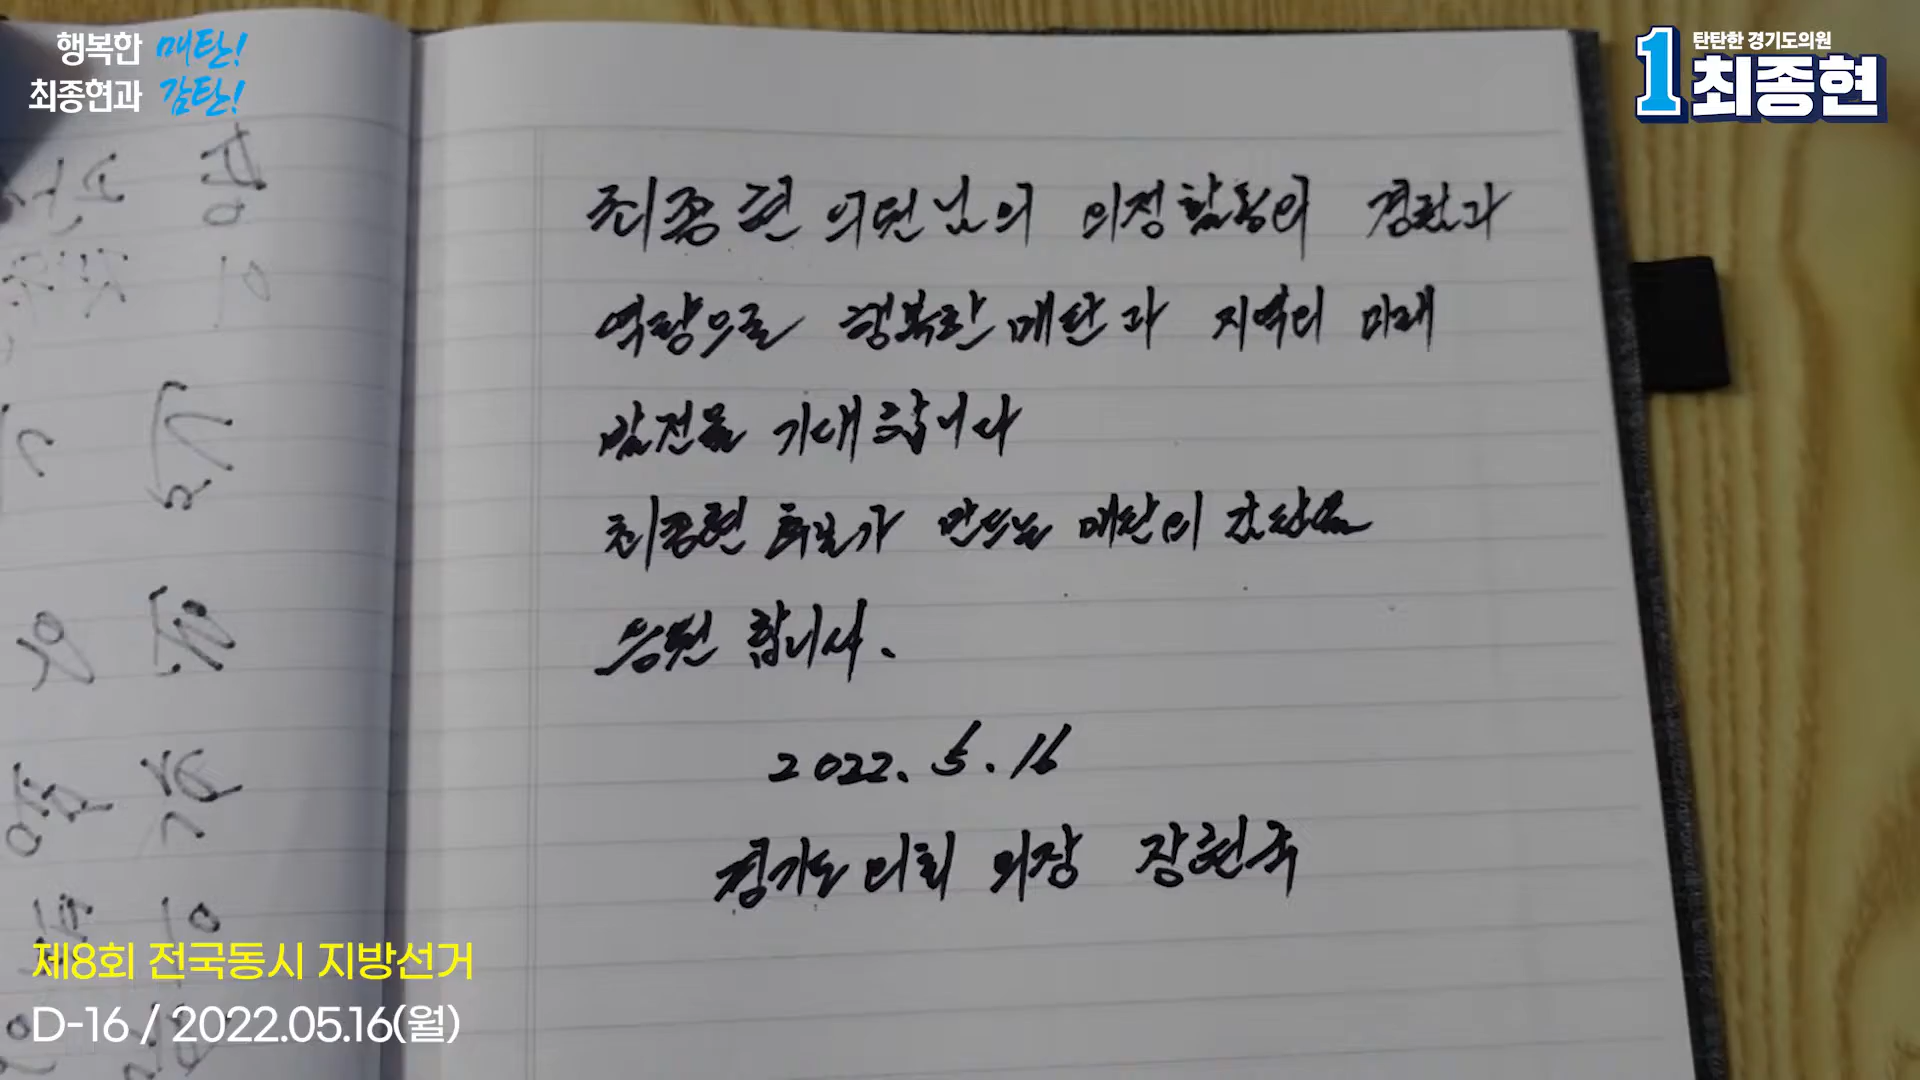 행복한 매탄!
최종현과 감탄!
탄탄한 경기도의원
1 최종현
최종현 의원님의 의정활동의 경륜과
역량으로 행복한 매탄과 지역의 미래
발전을 기대합니다
최종현 후보가 만드는 매탄의 감탄을
응원 합니다.
2022. 5. 16
경기도의회 의장 장현국
제8회 전국동시 지방선거
D-16 / 2022.05.16(월)